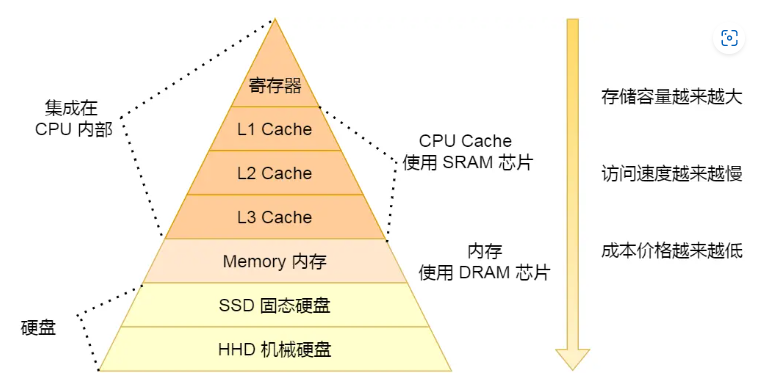 寄存器
集成在
CPU 内部
L1 Cache
L2 Cache
L3 Cache
CPU Cache
使用 SRAM 芯片
Memory 内存
内存
使用 DRAM 芯片
SSD 固态硬盘
HHD 机械硬盘
硬盘
存储容量越来越大
访问速度越来越慢
成本价格越来越低